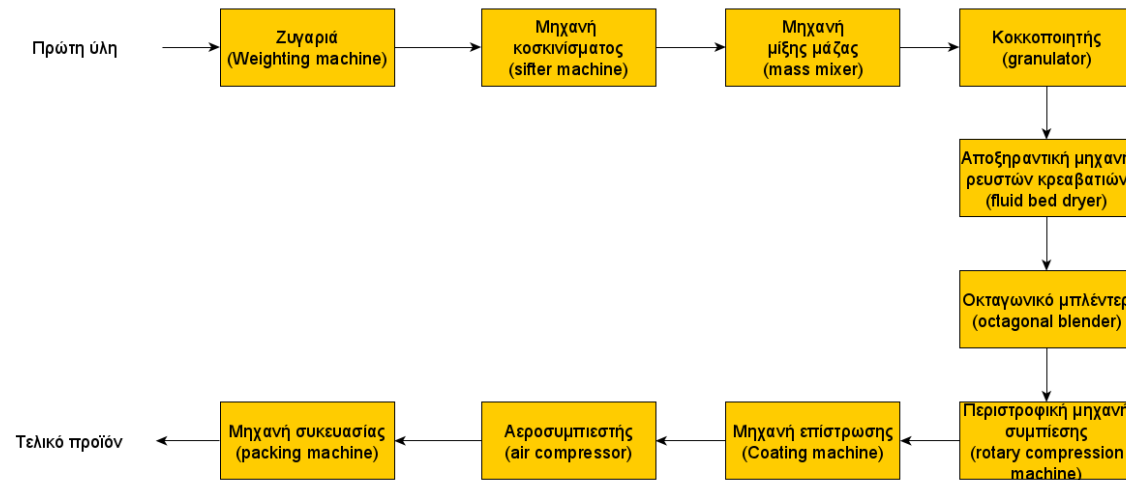 Πρώτη ύλη
Ζυγαριά
(Weighting machine)
Μηχανή
κοσκινίσματος
(sifter machine)
Μηχανή
μίξης μάζας
(mass mixer)
Κοκκοποιητής
(granulator)
Αποξηραντική μηχανή
ρευστών κρεαβατιών
(fluid bed dryer)
Οκταγωνικό μπλέντερ
(octagonal blender)
Περιστροφική μηχανή
συμπίεσης
(rotary compression
machine)
Μηχανή επίστρωσης
(Coating machine)
Αεροσυμπιεστής
(air compressor)
Μηχανή συκευασίας
(packing machine)
Τελικό προϊόν